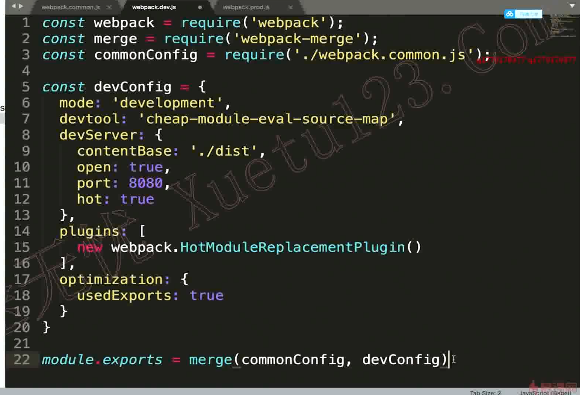 webpack.common.js webpack.dev.js webpack.prod.js
1 const webpack = require('webpack');
2 const merge = require('webpack-merge');
3 const commonConfig = require('./webpack.common.js');
4
5 const devConfig = {
6 mode: 'development',
7 devtool: 'cheap-module-eval-source-map',
8 devServer: {
9 contentBase: './dist',
10 open: true,
11 port: 8080,
12 hot: true
13 },
14 plugins: [
15 new webpack.HotModuleReplacementPlugin()
16 ],
17 optimization: {
18 usedExports: true
19 }
20 }
21
22 module.exports = merge(commonConfig, devConfig)
Xuetu123.com
Tab Size: 2 JavaScript (Babel)